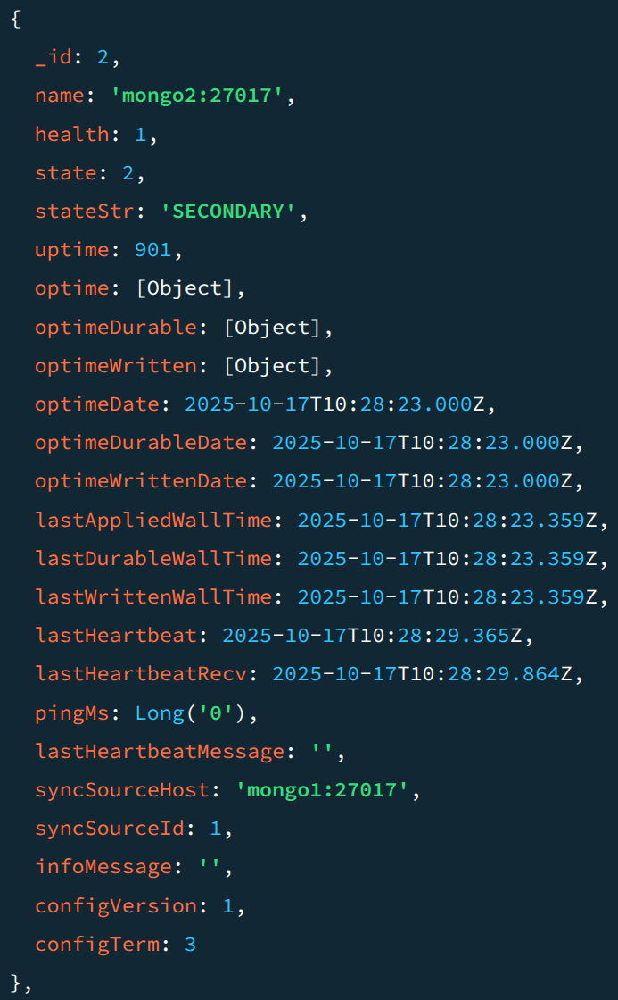 {
  _id: 2,
  name: 'mongo2:27017',
  health: 1,
  state: 2,
  stateStr: 'SECONDARY',
  uptime: 901,
  optime: [Object],
  optimeDurable: [Object],
  optimeWritten: [Object],
  optimeDate: 2025-10-17T10:28:23.000Z,
  optimeDurableDate: 2025-10-17T10:28:23.000Z,
  optimeWrittenDate: 2025-10-17T10:28:23.000Z,
  lastAppliedWallTime: 2025-10-17T10:28:23.359Z,
  lastDurableWallTime: 2025-10-17T10:28:23.359Z,
  lastWrittenWallTime: 2025-10-17T10:28:23.359Z,
  lastHeartbeat: 2025-10-17T10:28:29.365Z,
  lastHeartbeatRecv: 2025-10-17T10:28:29.864Z,
  pingMs: Long('0'),
  lastHeartbeatMessage: '',
  syncSourceHost: 'mongo1:27017',
  syncSourceId: 1,
  infoMessage: '',
  configVersion: 1,
  configTerm: 3
},